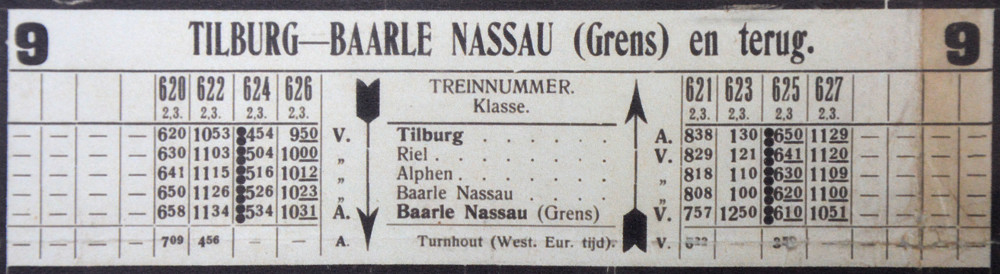 9 TILBURG—BAARLE NASSAU (Grens) en terug. 9
620 622 624 626 TREINNUMMER. 621 623 625 627
2,3. 2,3. 2,3. 2,3. Klasse. 2,3. 2,3. 2,3. 2,3.
— — — — 620 1053 454 950 V. Tilburg . . . . . . A. 838 130 650 1129 — — — —
— — — — 630 1103 504 1000 „ Riel . . . . . . . V. 829 121 641 1120 — — — —
— — — — 641 1115 516 1012 „ Alphen . . . . . . „ 818 110 630 1109 — — — —
— — — — 650 1126 526 1023 „ Baarle Nassau . . . . „ 808 100 620 1100 — — — —
— — — — 658 1134 534 1031 A. Baarle Nassau (Grens) V. 757 1250 610 1051 — — — —
— — — — 709 456 — — A. Turnhout (West. Eur. tijd). V. — — — —